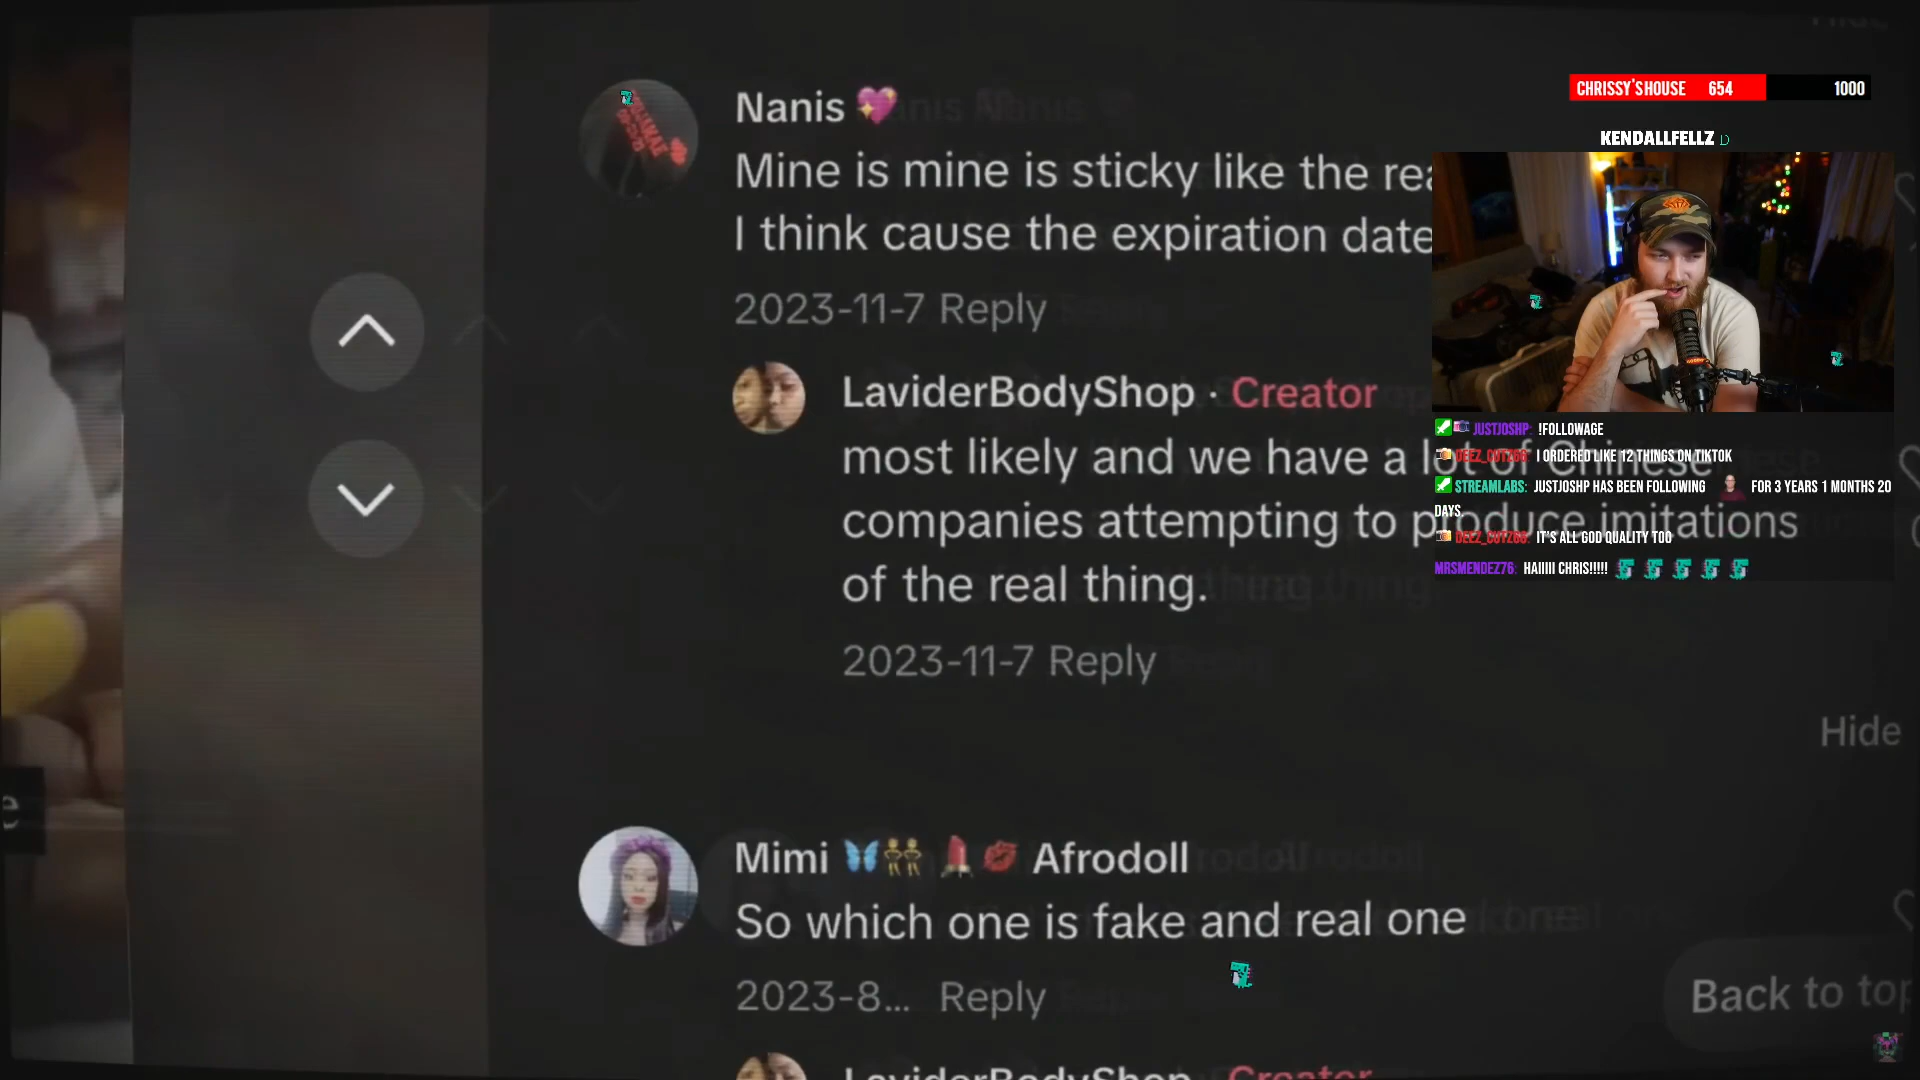 CHRISSY'SHOUSE 654 1000
KENDALLFELLZ D
Nanis
Mine is mine is sticky like the
I think cause the expiration date
2023-11-7 Reply
LaviderBodyShop · Creator
most likely and we have a lot of Chinese
companies attempting to produce imitations
of the real thing.
2023-11-7 Reply
Hide
Mimi Afrodoll
So which one is fake and real one
2023-8... Reply
Back to top
LaviderBodyShop Creator
JUSTJOSHP: !FOLLOWAGE
DEEZ_CUTZ66: I ORDERED LIKE 12 THINGS ON TIKTOK
STREAMLABS: JUSTJOSHP HAS BEEN FOLLOWING FOR 3 YEARS 1 MONTHS 20
DAYS.
DEEZ_CUTZ66: IT'S ALL GOD QUALITY TOO
MRSMENDEZ76: HAIIIII CHRIS!!!!!